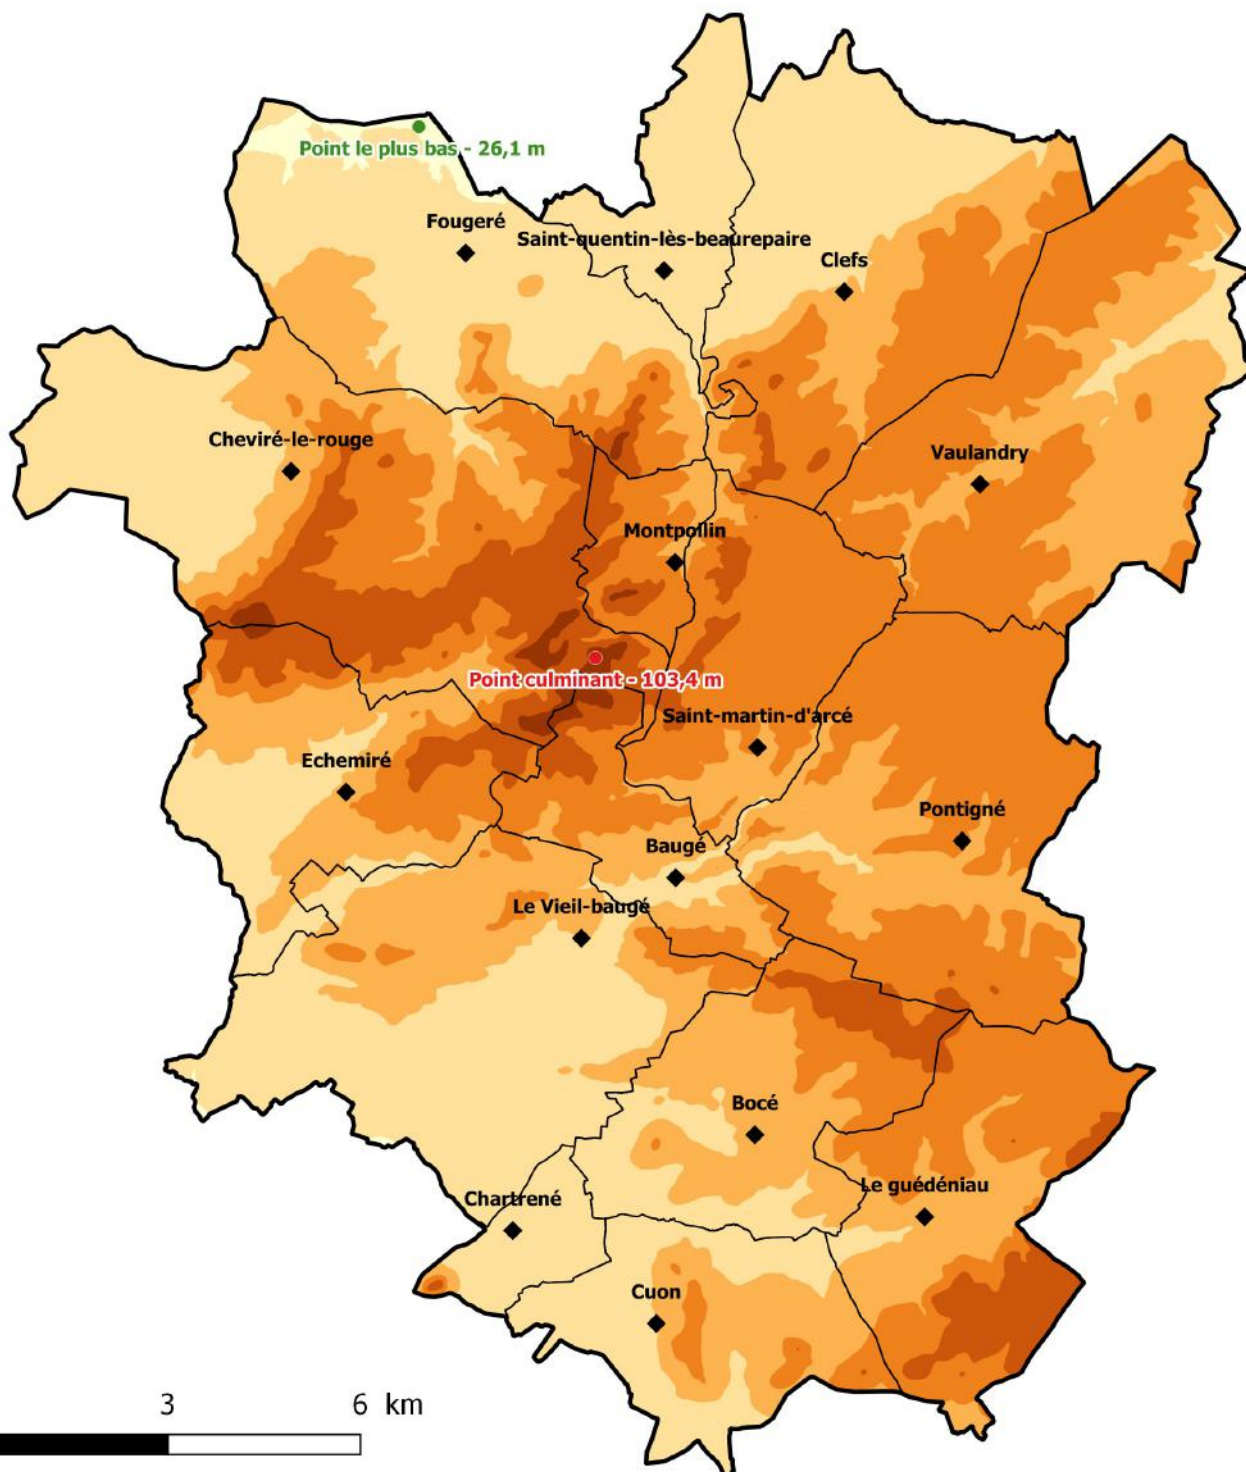 Point le plus bas - 26,1 m
Fougeré
Saint-quentin-lès-beaurepaire
Clefs
Cheviré-le-rouge
Vaulandry
Montpollin
Point culminant - 103,4 m
Saint-martin-d'arcé
Echemiré
Pontigné
Baugé
Le Vieil-baugé
Bocé
Le guédéniau
Chartrené
Cuon
3 6 km